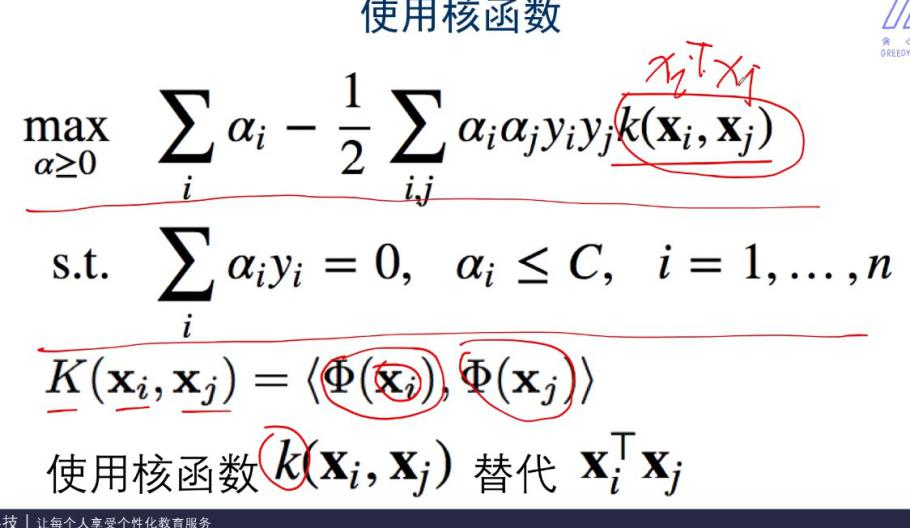 使用核函数
GREEDY
x_i^T x_j
max_{α≥0} ∑_i α_i − 1/2 ∑_{i,j} α_i α_j y_i y_j k(𝐱_i, 𝐱_j)
s.t. ∑_i α_i y_i = 0, α_i ≤ C, i = 1, … , n
K(𝐱_i, 𝐱_j) = ⟨Φ(𝐱_i), Φ(𝐱_j)⟩
使用核函数 k(𝐱_i, 𝐱_j) 替代 𝐱_i^⊤ 𝐱_j
技 | 让每个人享受个性化教育服务